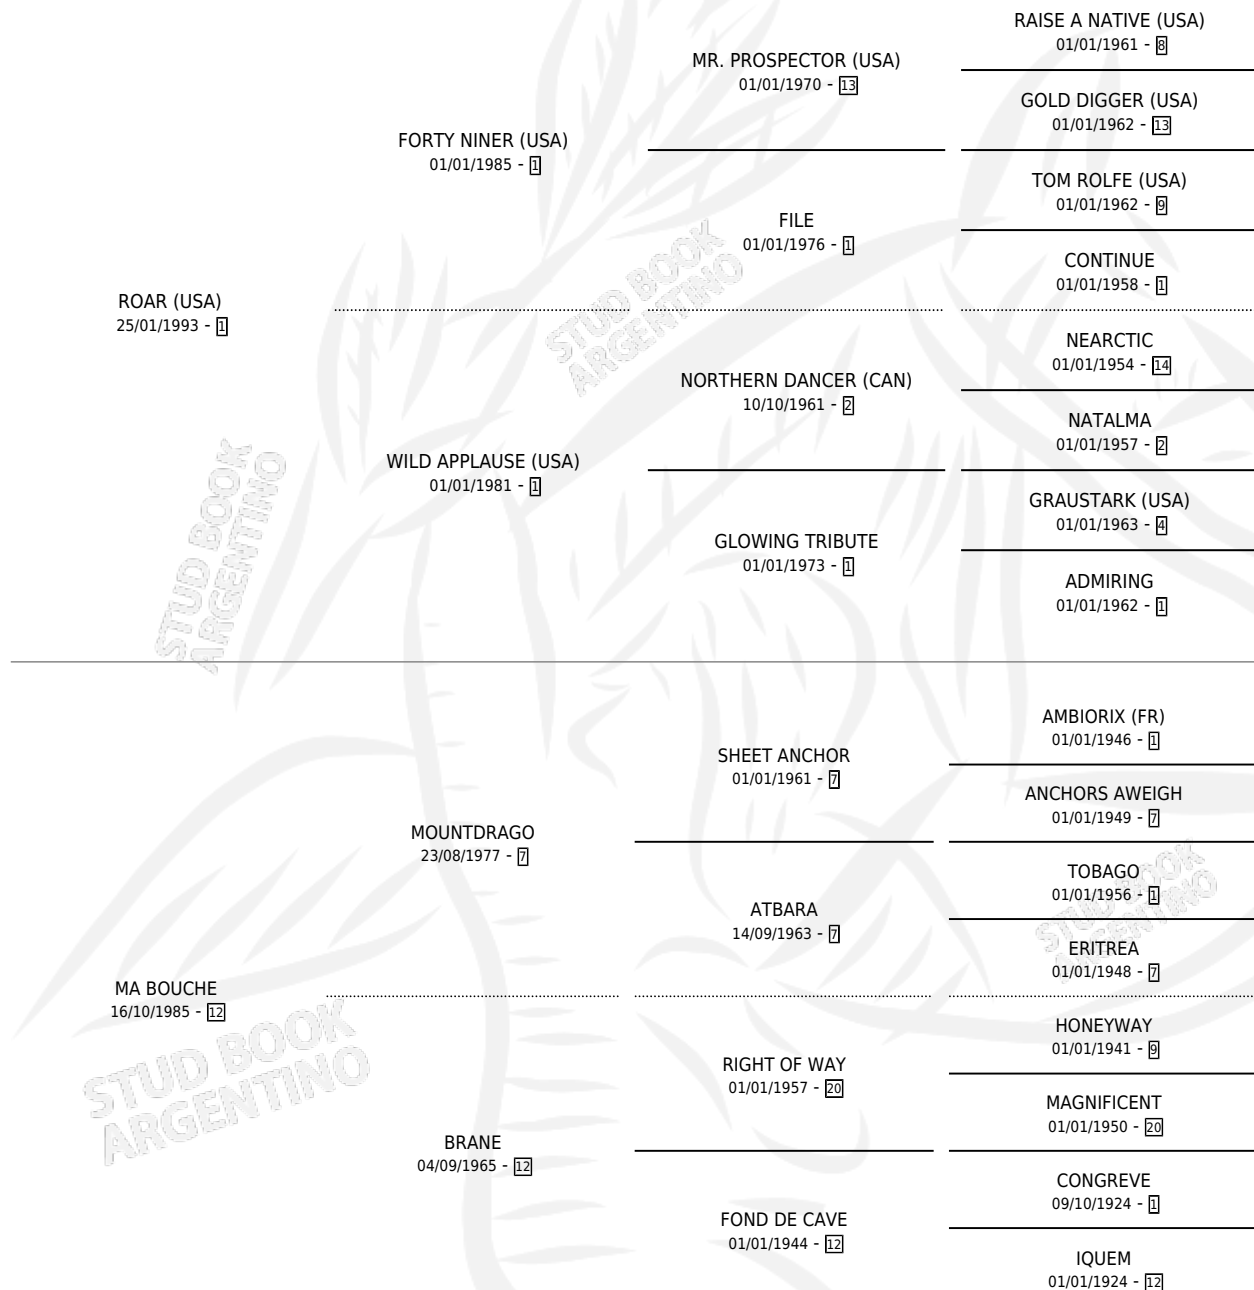 RAISE A NATIVE (USA)
01/01/1961 - 8
MR. PROSPECTOR (USA)
01/01/1970 - 13
GOLD DIGGER (USA)
01/01/1962 - 13
FORTY NINER (USA)
01/01/1985 - 1
TOM ROLFE (USA)
01/01/1962 - 9
FILE
01/01/1976 - 1
CONTINUE
01/01/1958 - 1
ROAR (USA)
25/01/1993 - 1
STUD BOOK
ARGENTINO
NEARCTIC
01/01/1954 - 14
NORTHERN DANCER (CAN)
10/10/1961 - 2
NATALMA
01/01/1957 - 2
WILD APPLAUSE (USA)
01/01/1981 - 1
GRAUSTARK (USA)
01/01/1963 - 4
GLOWING TRIBUTE
01/01/1973 - 1
ADMIRING
01/01/1962 - 1
STUD BOOK
ARGENTINO
AMBIORIX (FR)
01/01/1946 - 1
SHEET ANCHOR
01/01/1961 - 7
ANCHORS AWEIGH
01/01/1949 - 7
MOUNTDRAGO
23/08/1977 - 7
TOBAGO
01/01/1956 - 1
ATBARA
14/09/1963 - 7
ERITREA
01/01/1948 - 7
STUD BOOK
ARGENTINO
MA BOUCHE
16/10/1985 - 12
HONEYWAY
01/01/1941 - 9
RIGHT OF WAY
01/01/1957 - 20
MAGNIFICENT
01/01/1950 - 20
STUD BOOK
ARGENTINO
BRANE
04/09/1965 - 12
CONGREVE
09/10/1924 - 1
FOND DE CAVE
01/01/1944 - 12
IQUEM
01/01/1924 - 12